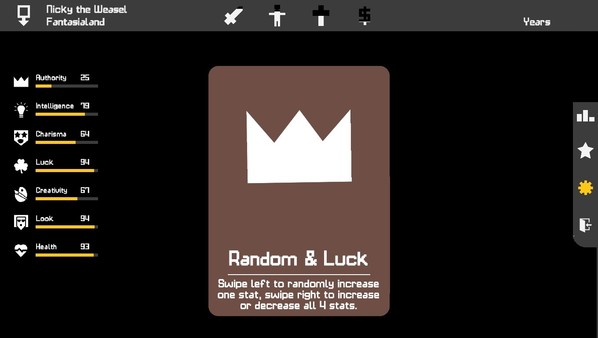 Nicky the Weasel
Fantasialand
Years
Authority 25
Intelligence 79
Charisma 64
Luck 94
Creativity 67
Look 94
Health 93
Random & Luck
Swipe left to randomly increase
one stat, swipe right to increase
or decrease all 4 stats.